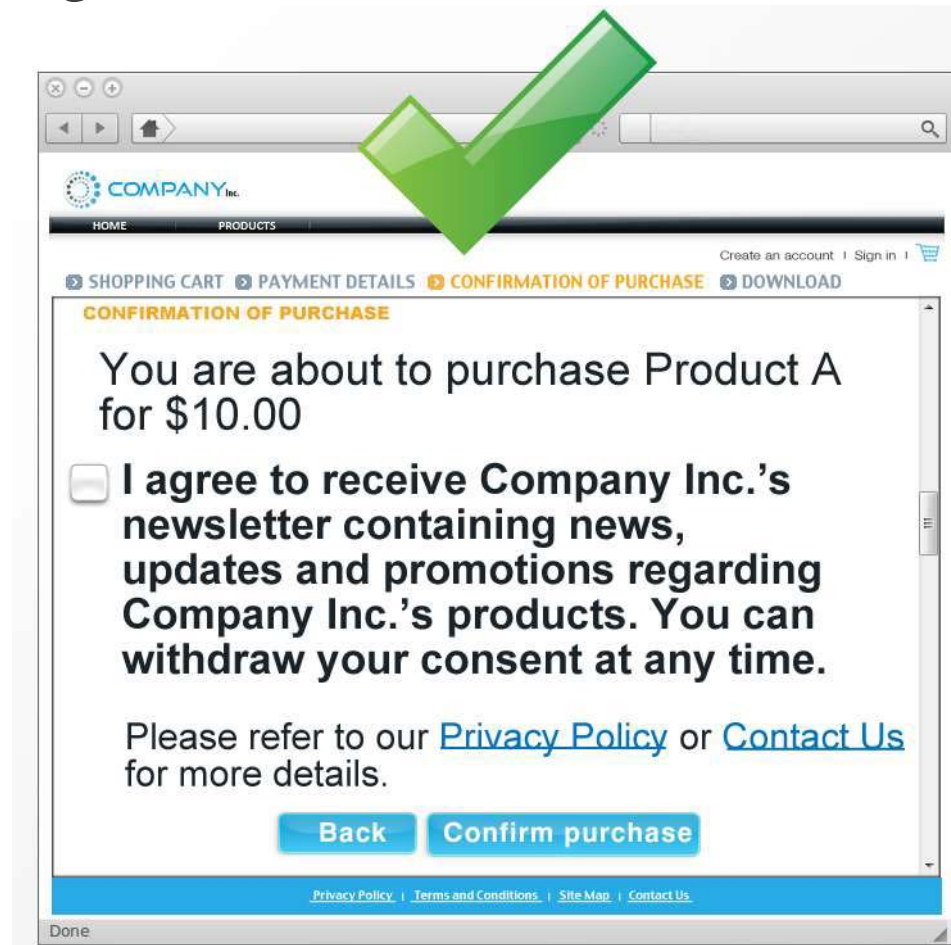 COMPANY Inc.
HOME PRODUCTS
Create an account | Sign in |
SHOPPING CART PAYMENT DETAILS CONFIRMATION OF PURCHASE DOWNLOAD
CONFIRMATION OF PURCHASE
You are about to purchase Product A
for $10.00
I agree to receive Company Inc.'s
newsletter containing news,
updates and promotions regarding
Company Inc.'s products. You can
withdraw your consent at any time.
Please refer to our Privacy Policy or Contact Us
for more details.
Back Confirm purchase
Privacy Policy | Terms and Conditions | Site Map | Contact Us
Done